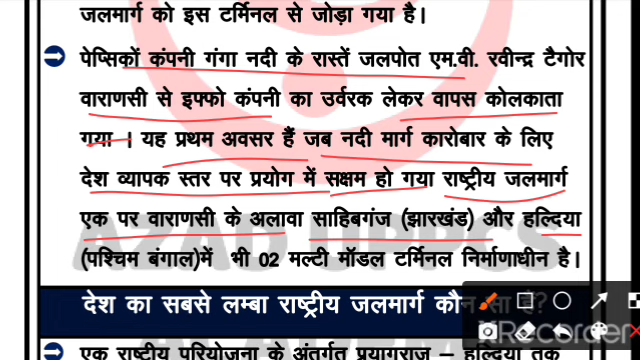 जलमार्ग को इस टर्मिनल से जोड़ा गया है।
पेप्सिकों कंपनी गंगा नदी के रास्तें जलपोत एम.वी. रवीन्द्र टैगोर
वाराणसी से इफ्फो कंपनी का उर्वरक लेकर वापस कोलकाता
गया । यह प्रथम अवसर हैं जब नदी मार्ग कारोबार के लिए
देश व्यापक स्तर पर प्रयोग में सक्षम हो गया राष्ट्रीय जलमार्ग
एक पर वाराणसी के अलावा साहिबगंज (झारखंड) और हल्दिया
(पश्चिम बंगाल)में भी 02 मल्टी मॉडल टर्मिनल निर्माणाधीन है।
AZAD UPPCS
देश का सबसे लम्बा राष्ट्रीय जलमार्ग कौन सा है?
Recorder
एक राष्ट्रीय परियोजना के अंतर्गत प्रयागराज – हल्दिया तक